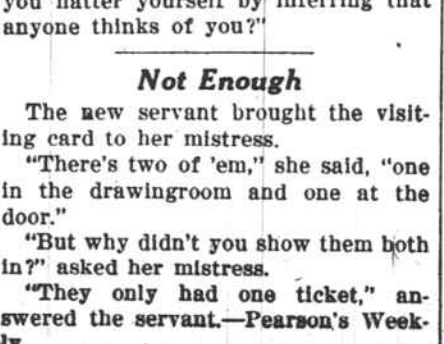 you flatter yourself by inferring that
anyone thinks of you?"
Not Enough
The new servant brought the visit-
ing card to her mistress.
"There's two of 'em," she said, "one
in the drawingroom and one at the
door."
"But why didn't you show them both
in?" asked her mistress.
"They only had one ticket," an-
swered the servant.—Pearson's Week-
ly.